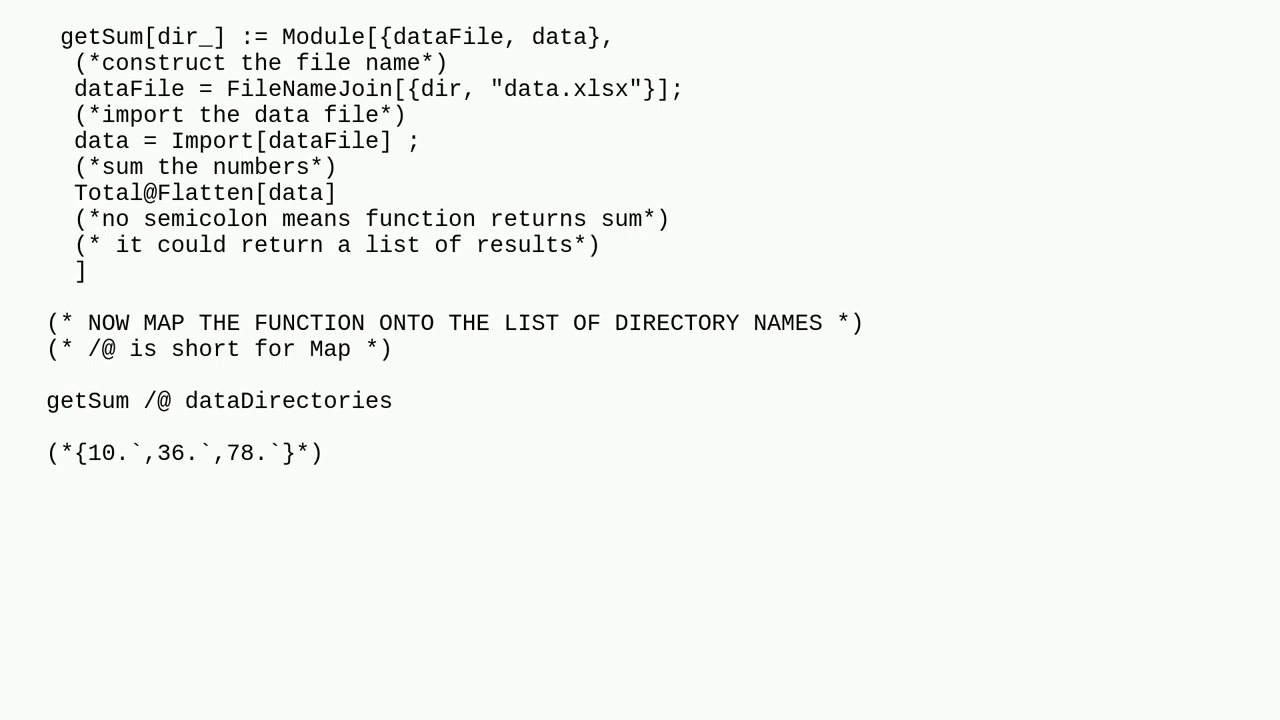 getSum[dir_] := Module[{dataFile, data},
(*construct the file name*)
dataFile = FileNameJoin[{dir, "data.xlsx"}];
(*import the data file*)
data = Import[dataFile] ;
(*sum the numbers*)
Total@Flatten[data]
(*no semicolon means function returns sum*)
(* it could return a list of results*)
]
(* NOW MAP THE FUNCTION ONTO THE LIST OF DIRECTORY NAMES *)
(* /@ is short for Map *)
getSum /@ dataDirectories
(*{10.`,36.`,78.`}*)